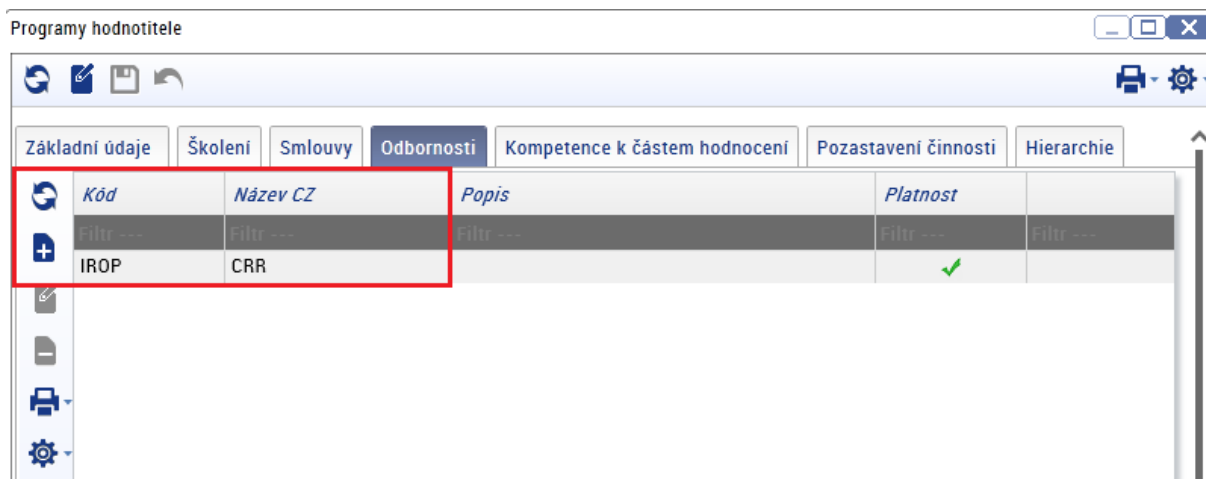 Programy hodnotitele
Základní údaje Školení Smlouvy Odbornosti Kompetence k částem hodnocení Pozastavení činnosti Hierarchie
Kód Název CZ Popis Platnost
Filtr --- Filtr --- Filtr --- Filtr --- Filtr ---
IROP CRR